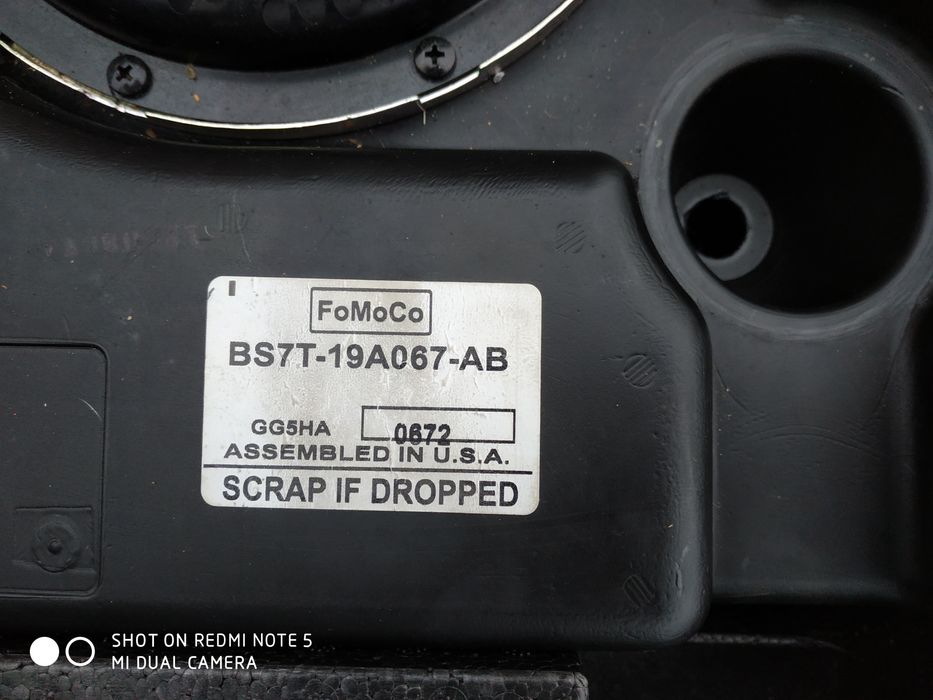 FoMoCo
BS7T-19A067-AB
GG5HA 0672
ASSEMBLED IN U.S.A.
SCRAP IF DROPPED
SHOT ON REDMI NOTE 5
MI DUAL CAMERA